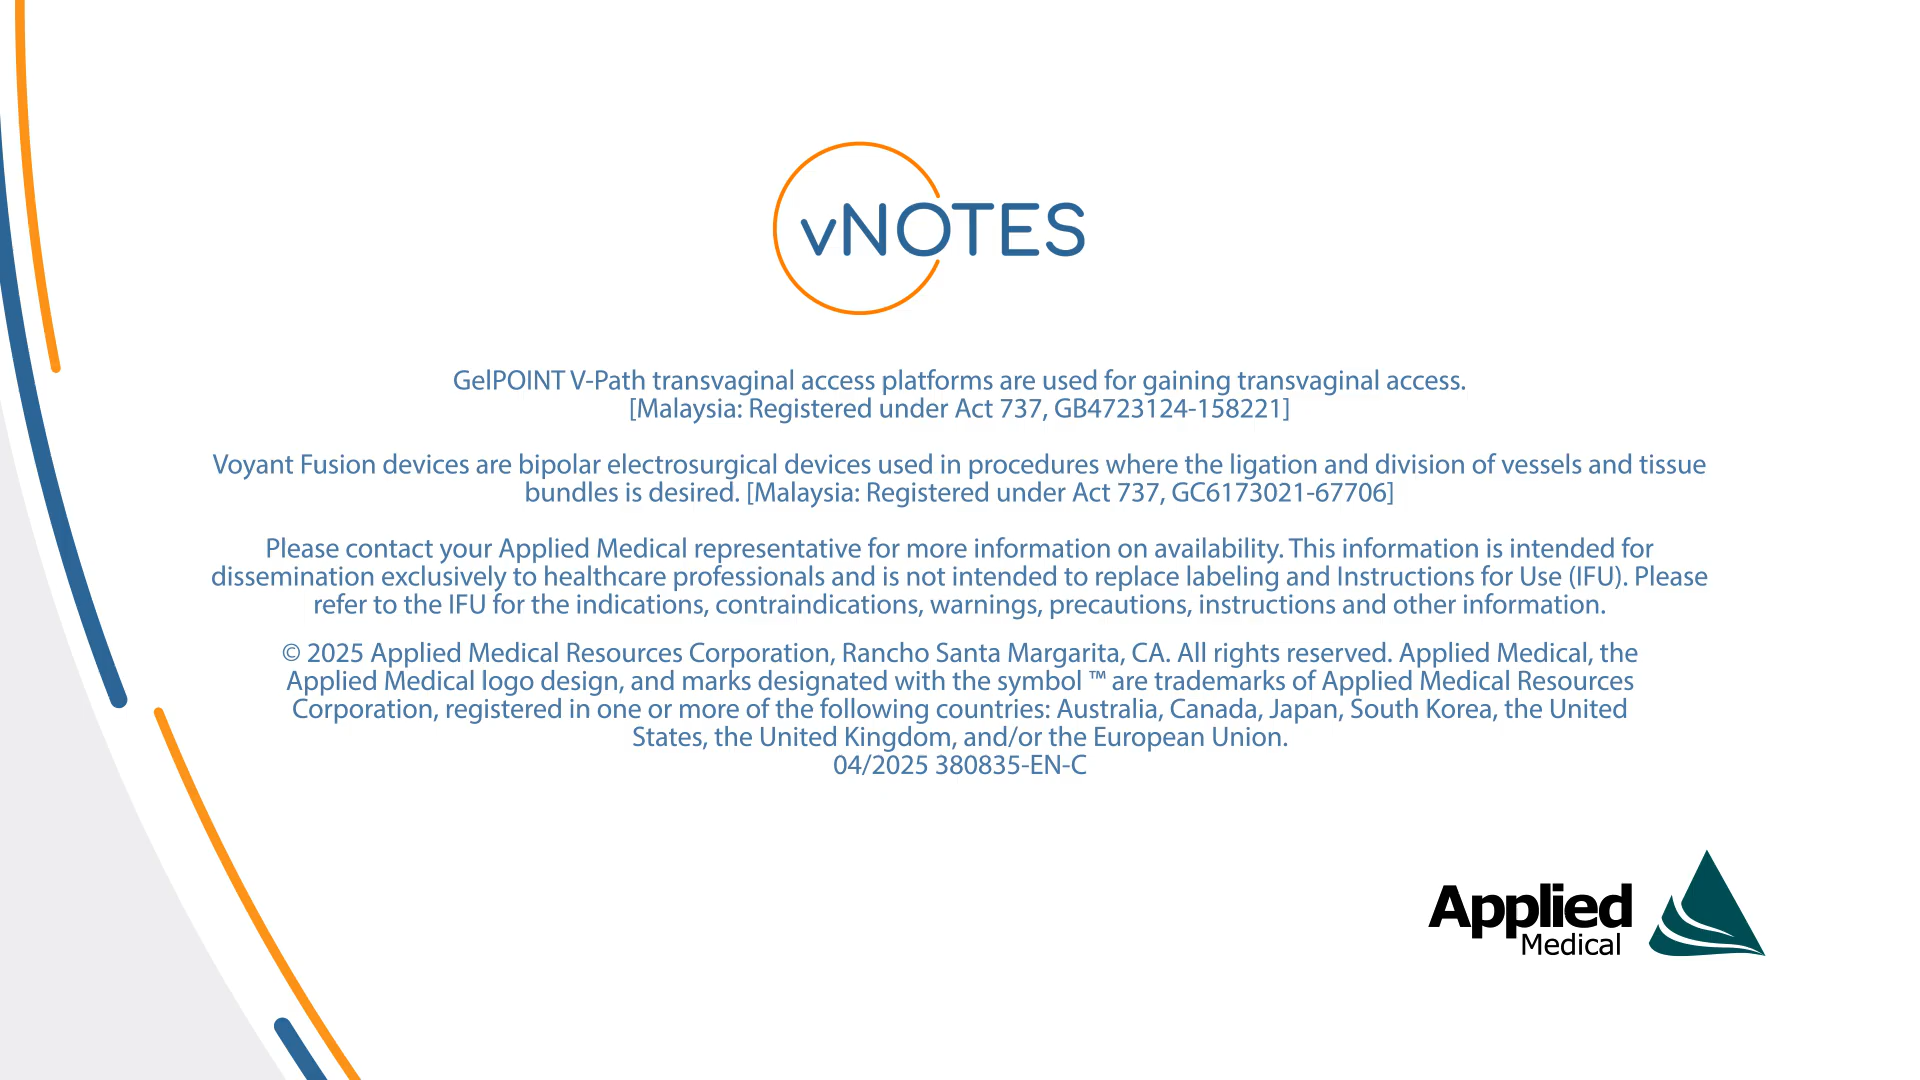 vNOTES
GelPOINT V-Path transvaginal access platforms are used for gaining transvaginal access.
[Malaysia: Registered under Act 737, GB4723124-158221]
Voyant Fusion devices are bipolar electrosurgical devices used in procedures where the ligation and division of vessels and tissue
bundles is desired. [Malaysia: Registered under Act 737, GC6173021-67706]
Please contact your Applied Medical representative for more information on availability. This information is intended for
dissemination exclusively to healthcare professionals and is not intended to replace labeling and Instructions for Use (IFU). Please
refer to the IFU for the indications, contraindications, warnings, precautions, instructions and other information.
© 2025 Applied Medical Resources Corporation, Rancho Santa Margarita, CA. All rights reserved. Applied Medical, the
Applied Medical logo design, and marks designated with the symbol ™ are trademarks of Applied Medical Resources
Corporation, registered in one or more of the following countries: Australia, Canada, Japan, South Korea, the United
States, the United Kingdom, and/or the European Union.
04/2025 380835-EN-C
Applied
Medical